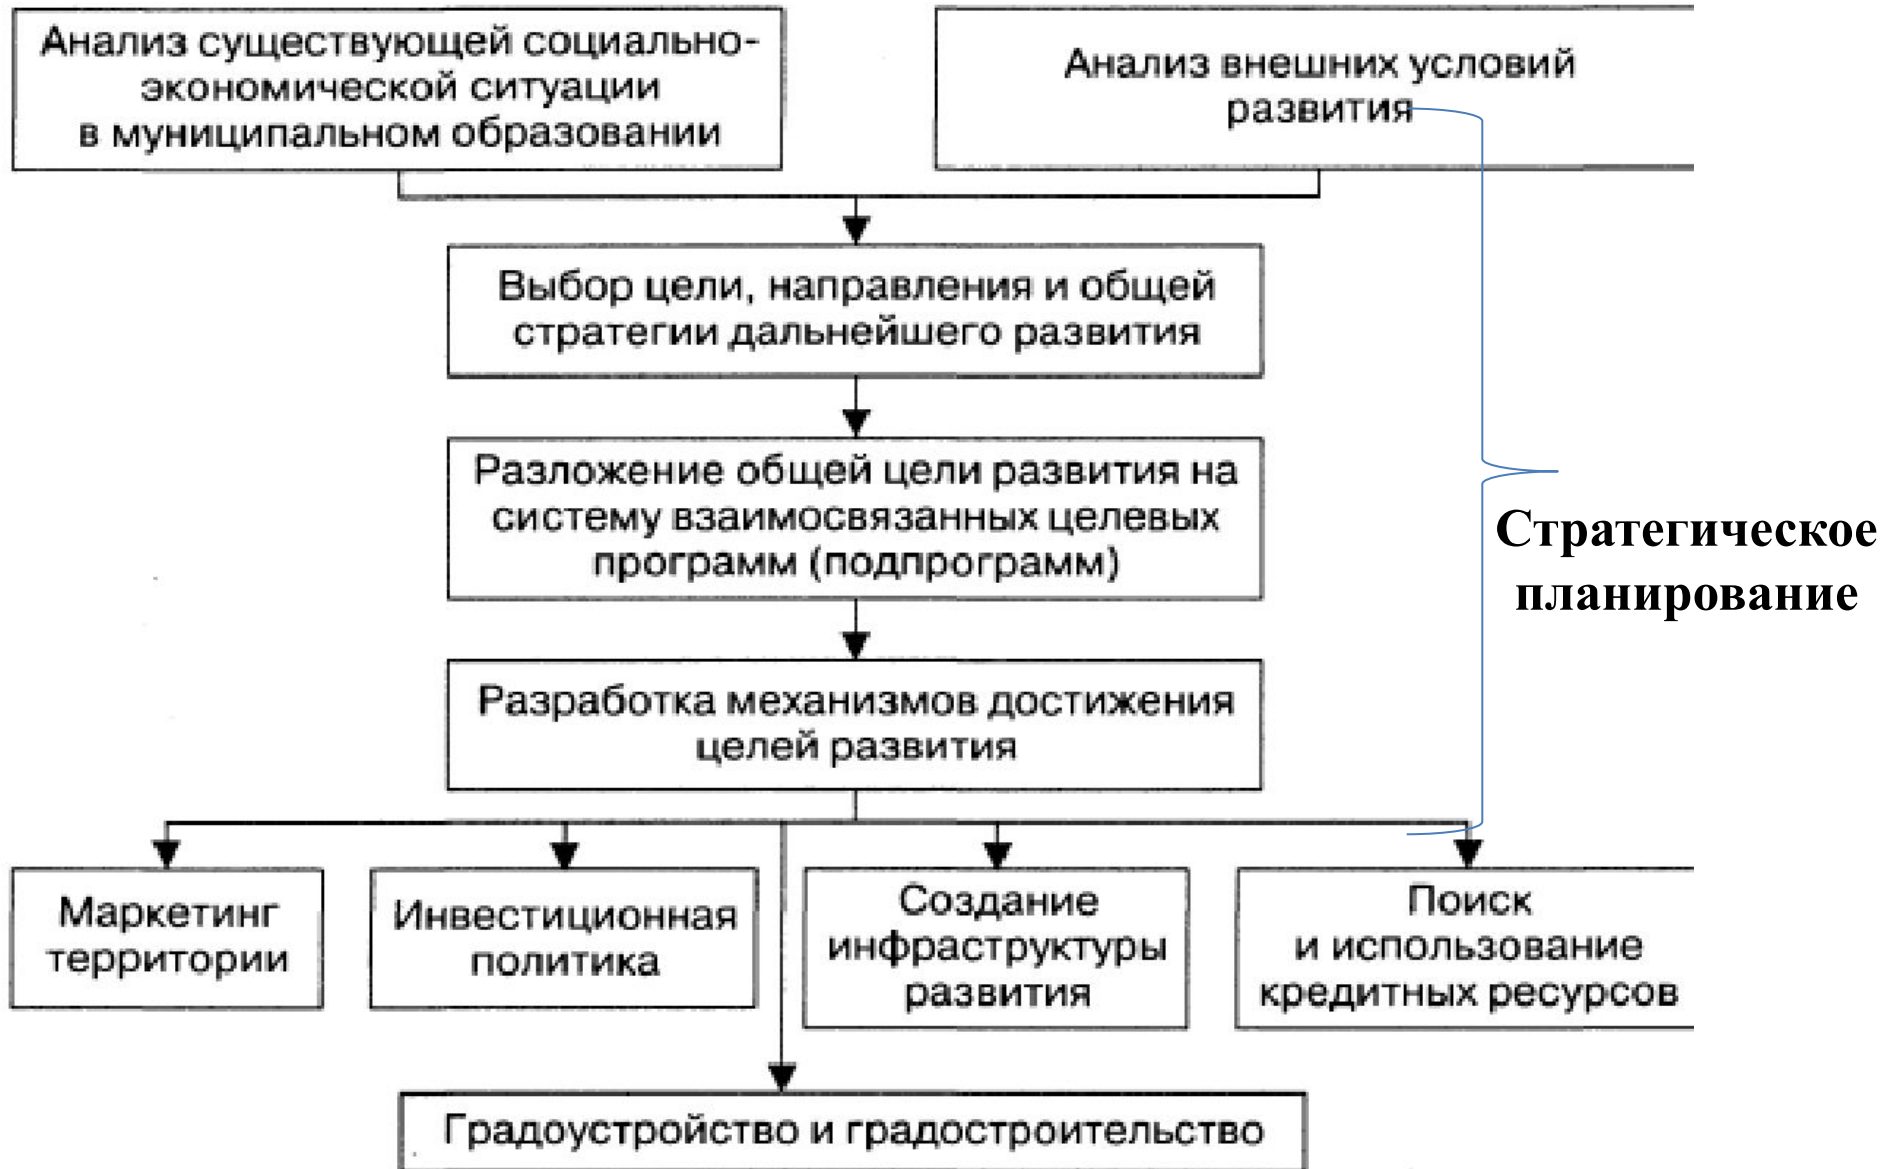 Анализ существующей социально-
экономической ситуации
в муниципальном образовании
Анализ внешних условий
развития
Выбор цели, направления и общей
стратегии дальнейшего развития
Разложение общей цели развития на
систему взаимосвязанных целевых
программ (подпрограмм)
Стратегическое
планирование
Разработка механизмов достижения
целей развития
Маркетинг
территории
Инвестиционная
политика
Создание
инфраструктуры
развития
Поиск
и использование
кредитных ресурсов
Градоустройство и градостроительство